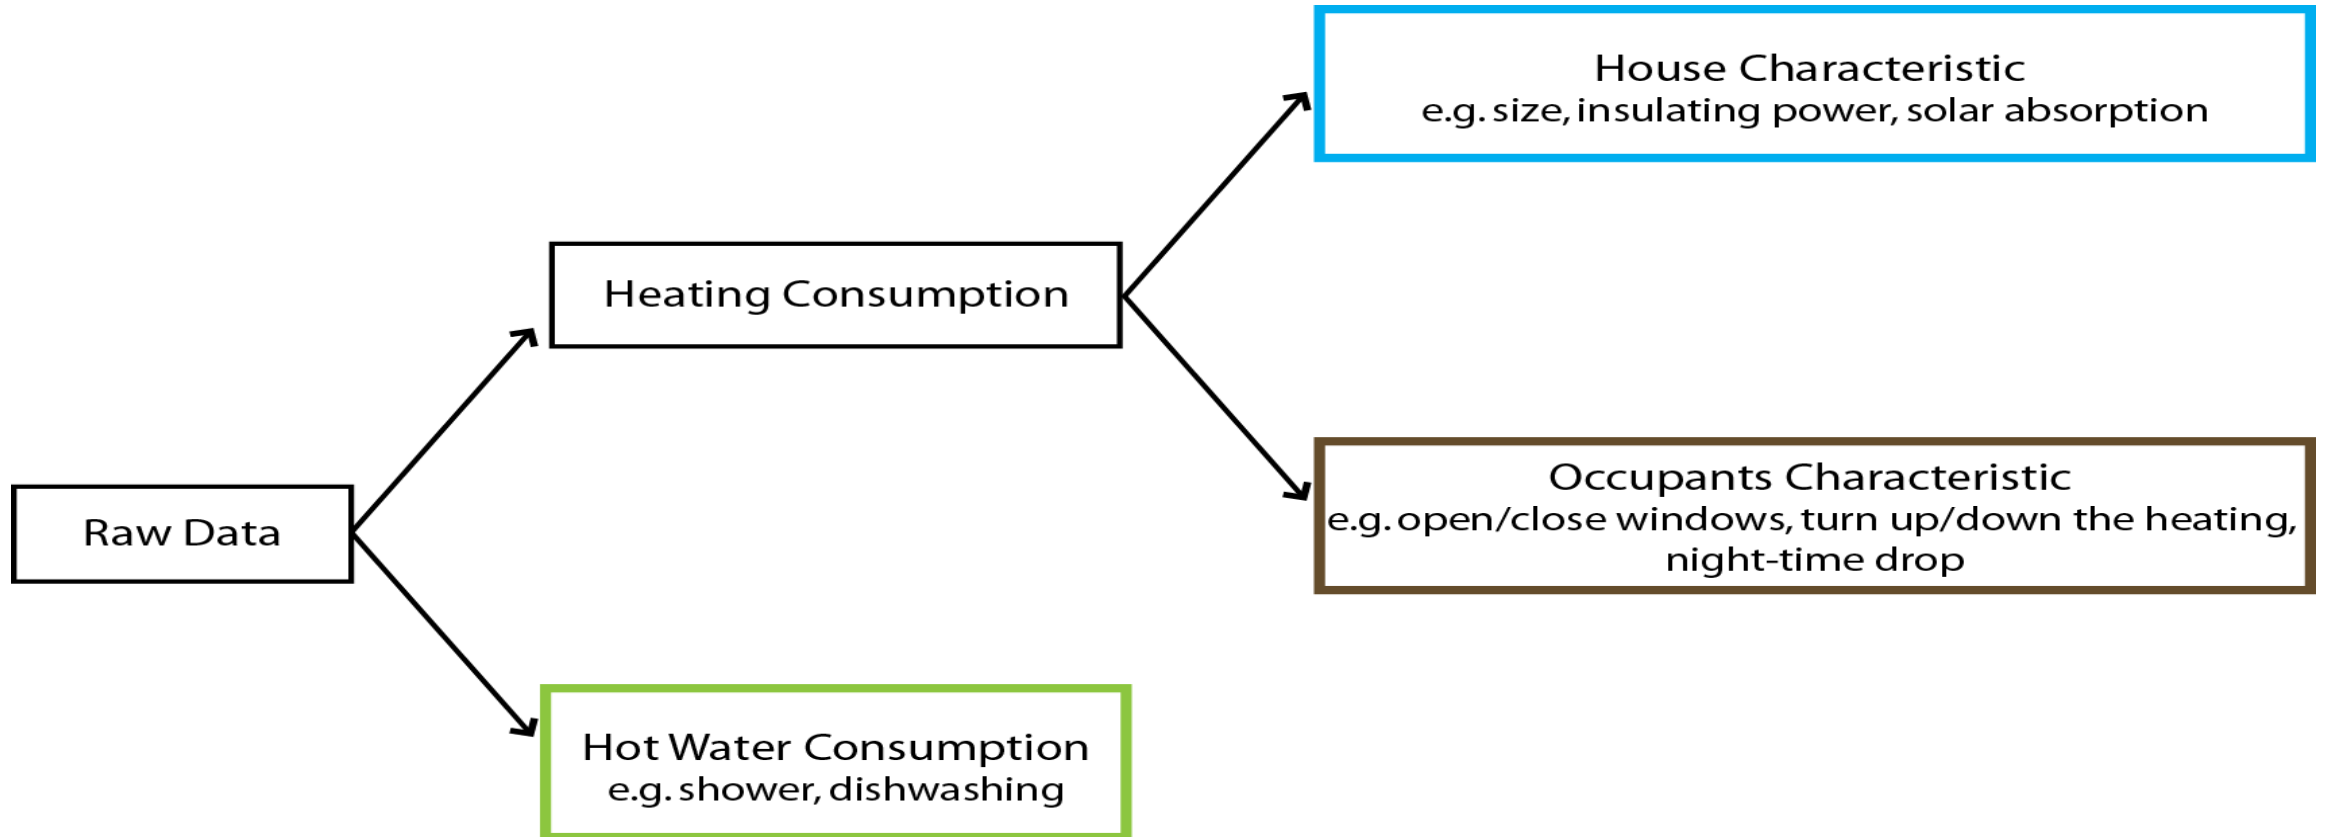 House Characteristic
e.g. size, insulating power, solar absorption
Heating Consumption
Occupants Characteristic
e.g. open/close windows, turn up/down the heating,
night-time drop
Raw Data
Hot Water Consumption
e.g. shower, dishwashing